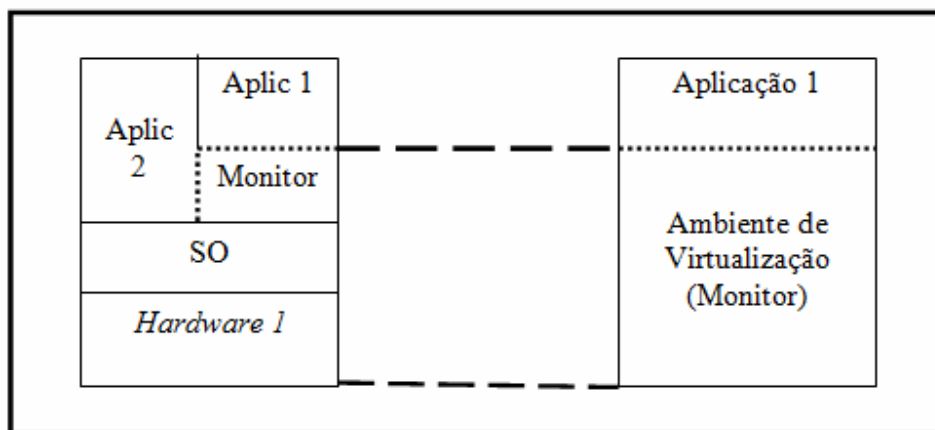 Aplic 1
Aplic
2
Monitor
SO
Hardware 1
Aplicação 1
Ambiente de
Virtualização
(Monitor)